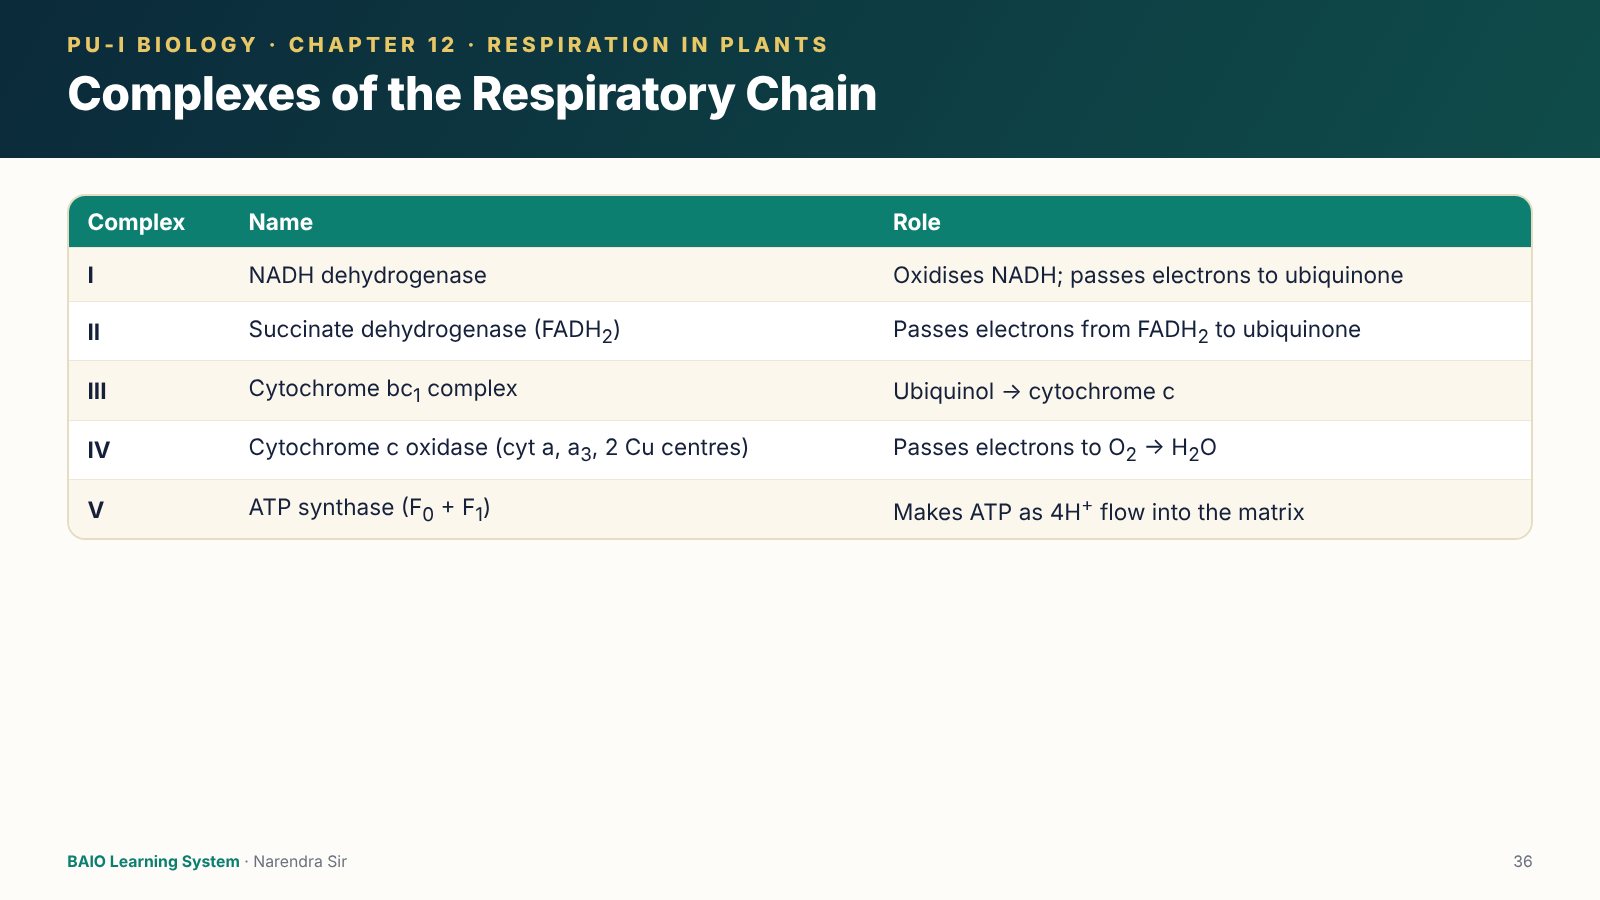 PU-I BIOLOGY · CHAPTER 12 · RESPIRATION IN PLANTS
Complexes of the Respiratory Chain
Complex Name Role
I NADH dehydrogenase Oxidises NADH; passes electrons to ubiquinone
II Succinate dehydrogenase (FADH₂) Passes electrons from FADH₂ to ubiquinone
III Cytochrome bc₁ complex Ubiquinol → cytochrome c
IV Cytochrome c oxidase (cyt a, a₃, 2 Cu centres) Passes electrons to O₂ → H₂O
V ATP synthase (F₀ + F₁) Makes ATP as 4H⁺ flow into the matrix
BAIO Learning System · Narendra Sir 36